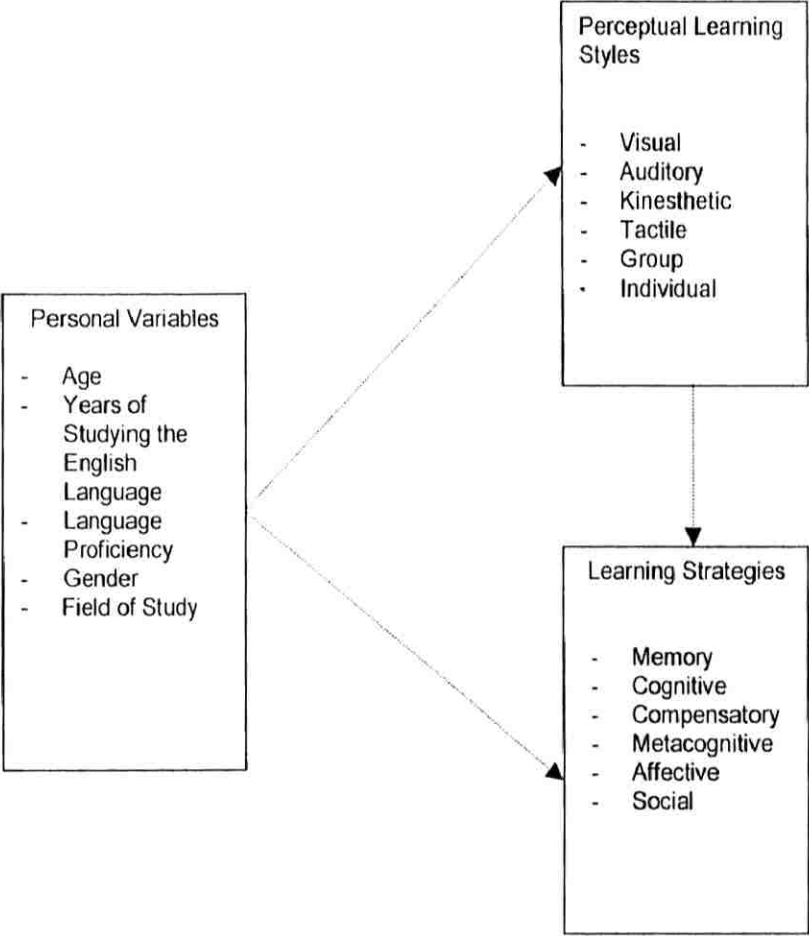 Perceptual Learning
Styles
- Visual
- Auditory
- Kinesthetic
- Tactile
- Group
- Individual
Personal Variables
- Age
- Years of
Studying the
English
Language
- Language
Proficiency
- Gender
- Field of Study
Learning Strategies
- Memory
- Cognitive
- Compensatory
- Metacognitive
- Affective
- Social